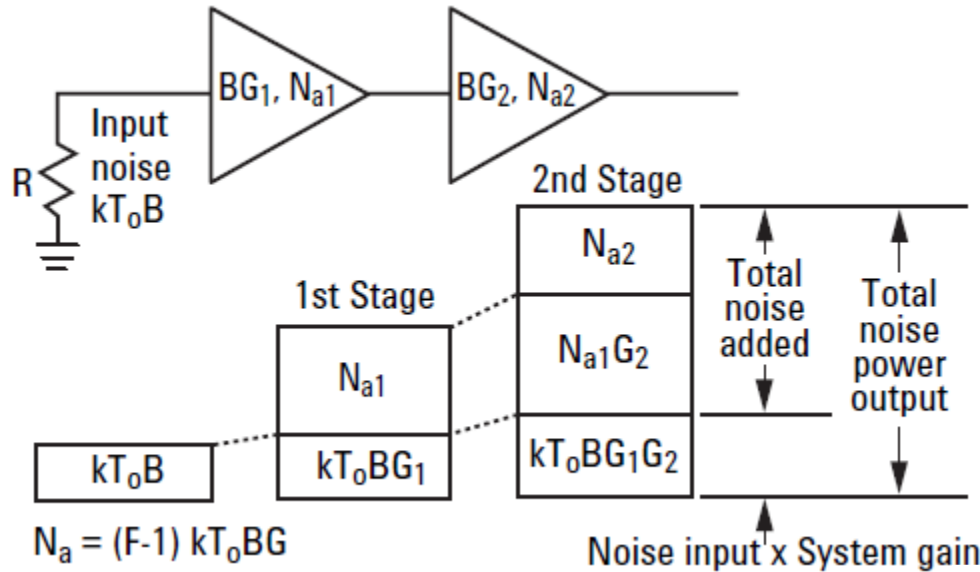 BG₁, Nₐ₁
BG₂, Nₐ₂
Input
noise
kTₒB
R
2nd Stage
Nₐ₂
Nₐ₁G₂
kTₒBG₁G₂
1st Stage
Nₐ₁
kTₒBG₁
kTₒB
Total
noise
added
Total
noise
power
output
Nₐ = (F-1) kTₒBG
Noise input x System gain